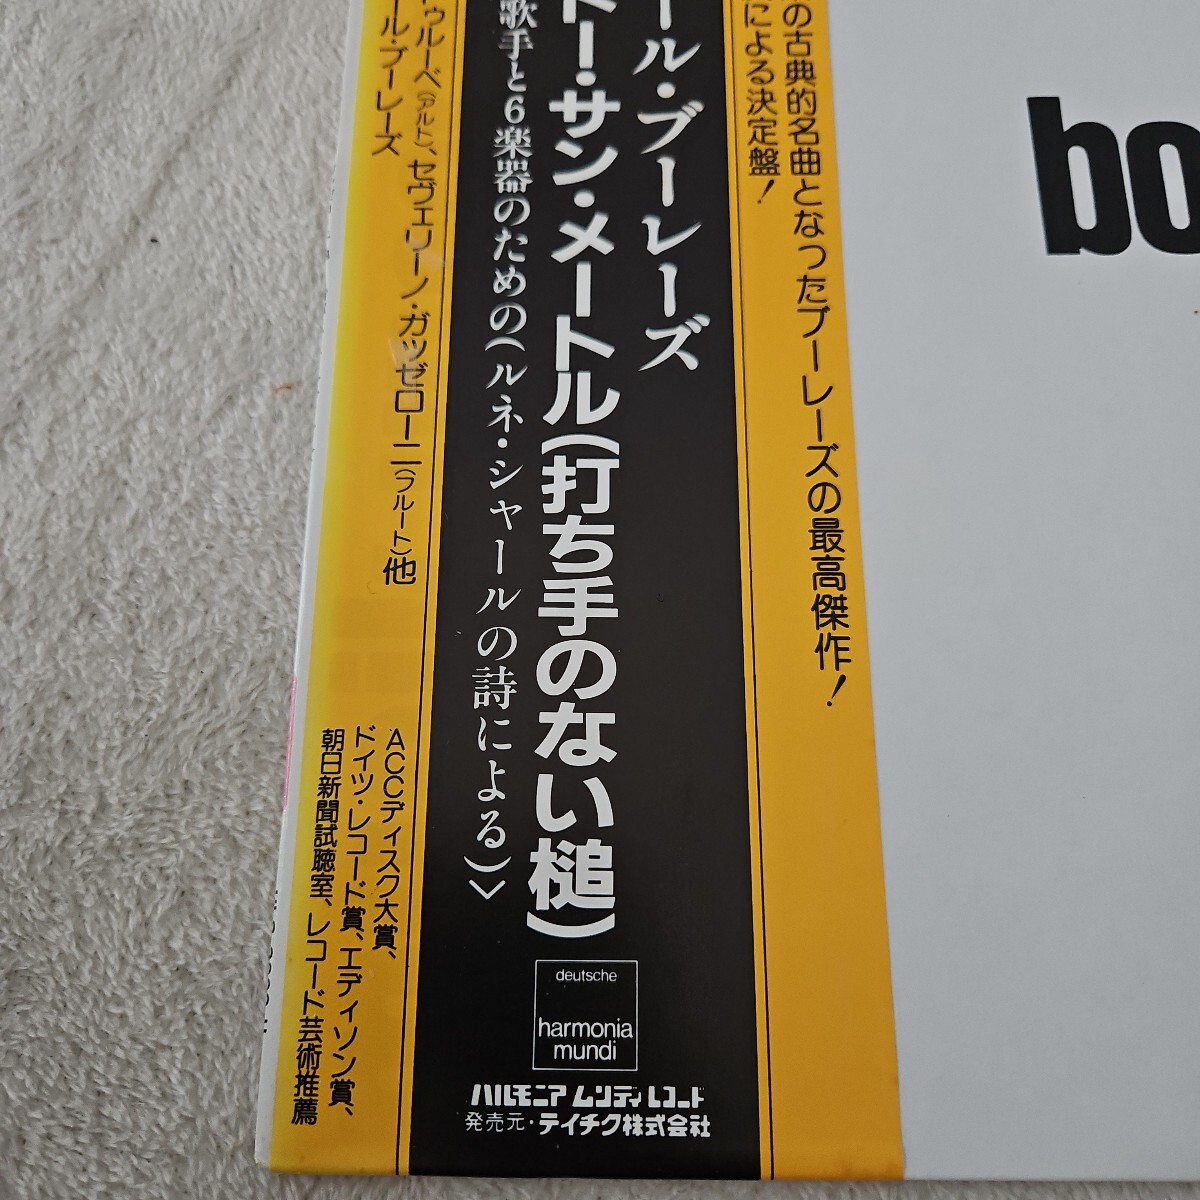 bo
の古典的名曲となったブーレーズの最高傑作!
による決定盤!
ール・ブーレーズ
トー・サン・メートル(打ち手のない槌)
歌手と6楽器のための(ルネ・シャールの詩による)>
ゥルーベ(アルト)、セヴェリーノ・ガッゼローニ(フルート)他
ール・ブーレーズ
ACCディスク大賞、
ドイツ・レコード賞、エディソン賞、
朝日新聞試聴室、レコード芸術推薦
deutsche
harmonia
mundi
ハルモニア ムンディ レコード
発売元・テイチク株式会社